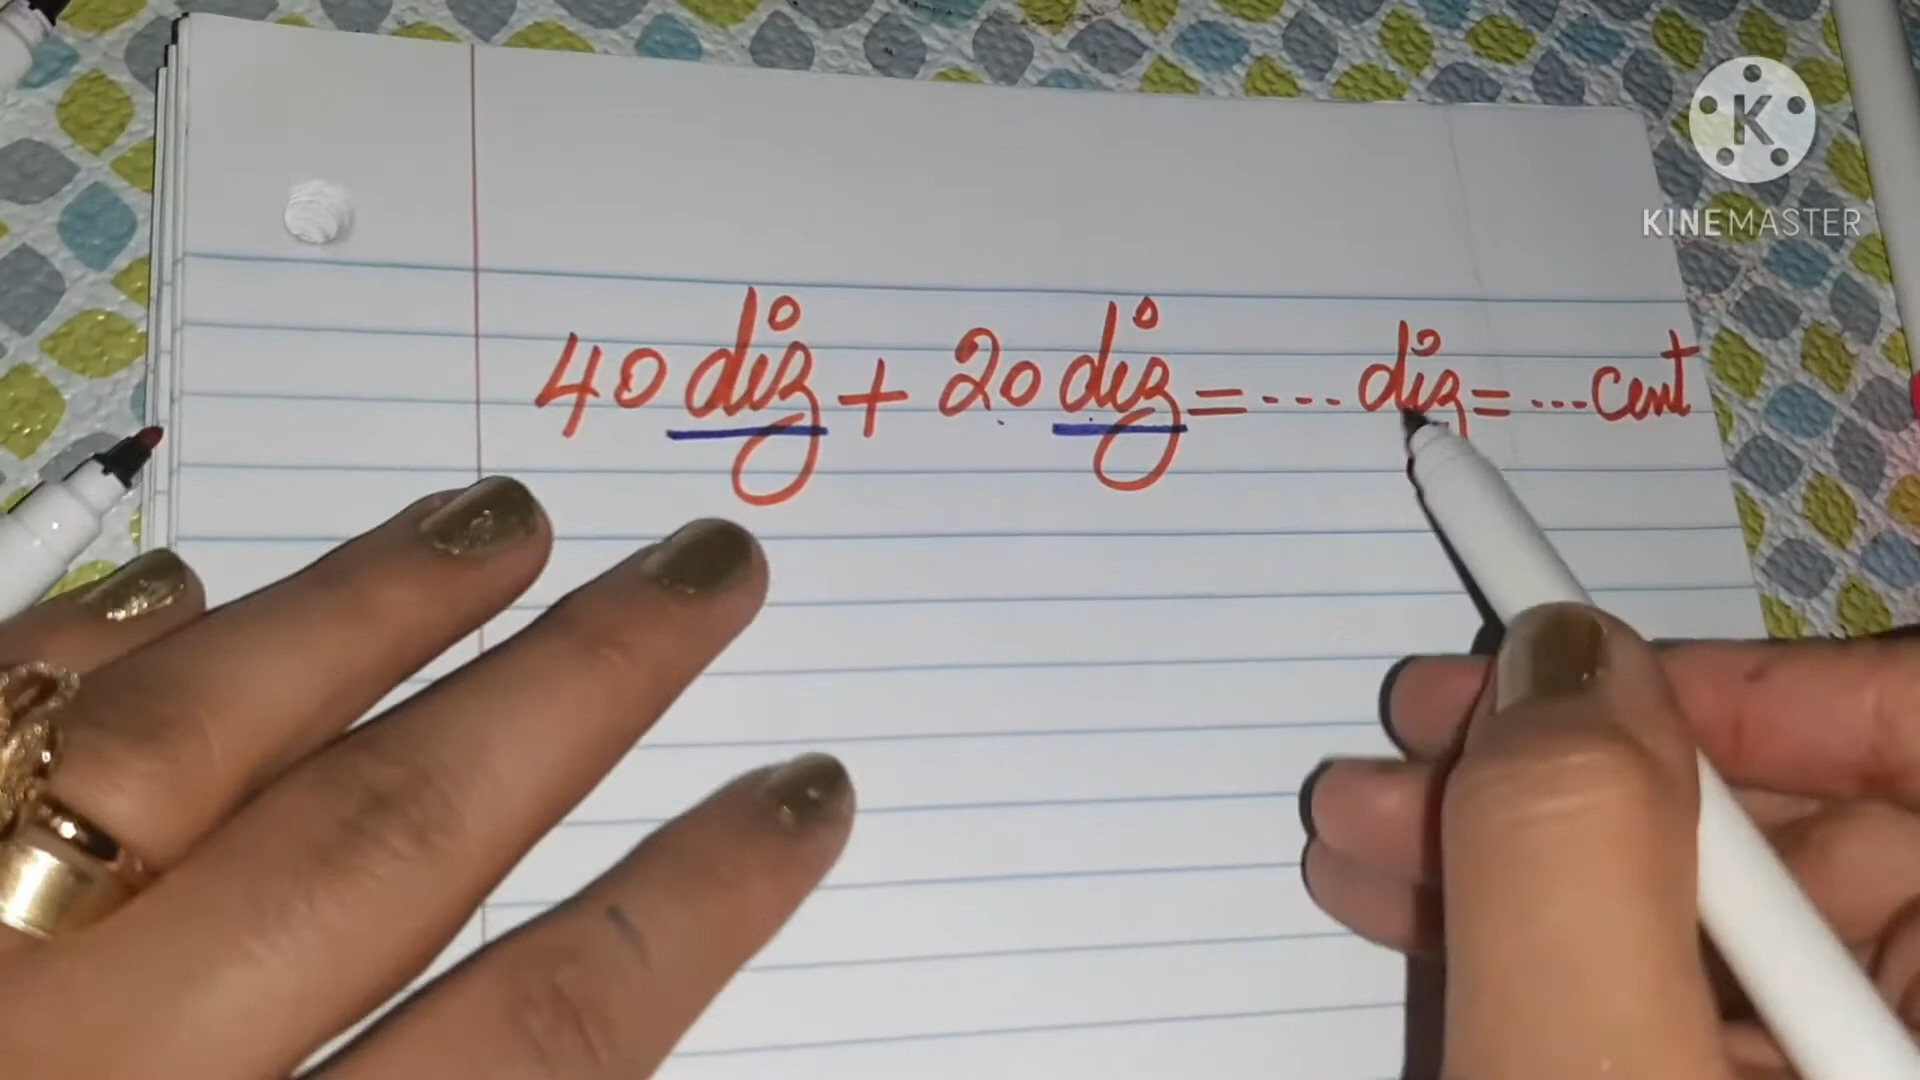 K
KINEMASTER
40 diz + 20 diz = ... diz = ... cent